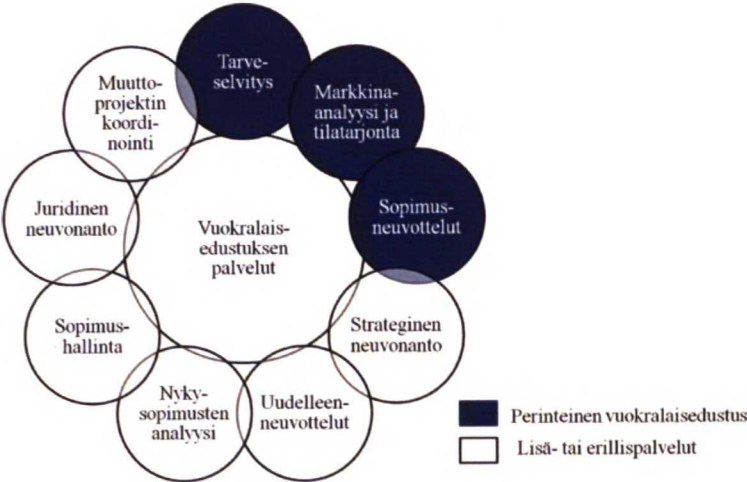 Tarve-
selvitys
Markkina-
analyysi ja
tilatarjonta
Sopimus-
neuvottelut
Strateginen
neuvonanto
Uudelleen-
neuvottelut
Nyky-
sopimusten
analyysi
Sopimus-
hallinta
Juridinen
neuvonanto
Muutto-
projektin
koordi-
nointi
Vuokralais-
edustuksen
palvelut
Perinteinen vuokralaisedustus
Lisä- tai erillispalvelut